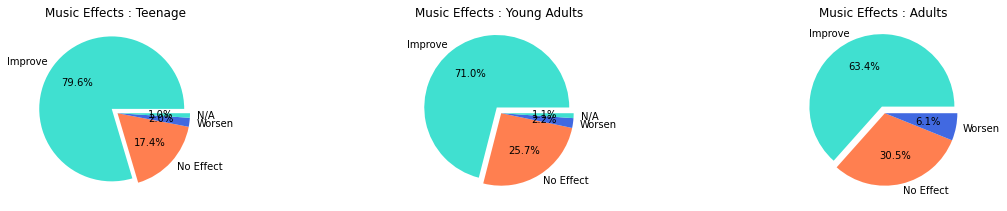 Music Effects : Teenage
Improve
79.6%
1.0%
N/A
2.0%
Worsen
17.4%
No Effect
Music Effects : Young Adults
Improve
71.0%
1.1%
N/A
2.2%
Worsen
25.7%
No Effect
Music Effects : Adults
Improve
63.4%
6.1%
Worsen
30.5%
No Effect